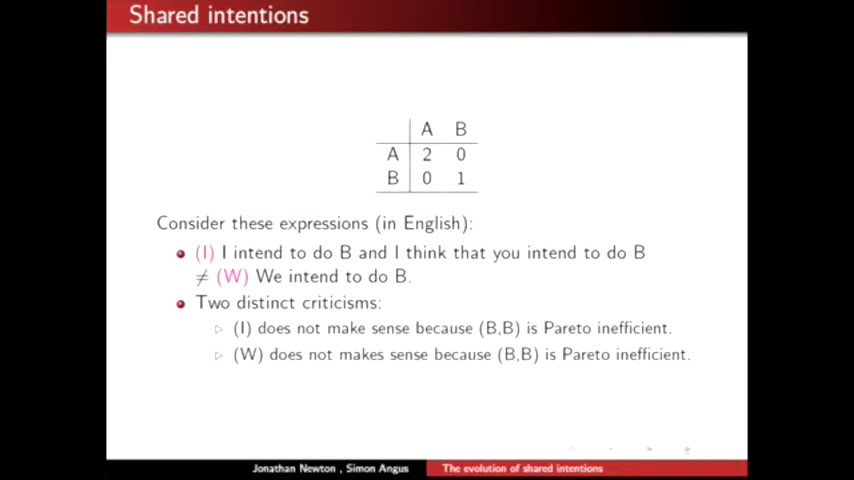 Shared intentions
A B
A 2 0
B 0 1
Consider these expressions (in English):
(I) I intend to do B and I think that you intend to do B
≠ (W) We intend to do B.
Two distinct criticisms:
(I) does not make sense because (B,B) is Pareto inefficient.
(W) does not makes sense because (B,B) is Pareto inefficient.
Jonathan Newton , Simon Angus The evolution of shared intentions